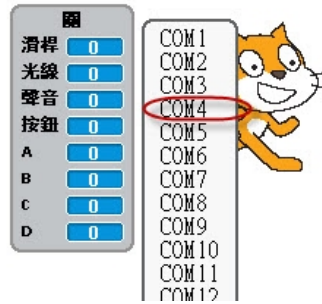 關
滑桿 0
光線 0
聲音 0
按鈕 0
A 0
B 0
C 0
D 0
COM1
COM2
COM3
COM4
COM5
COM6
COM7
COM8
COM9
COM10
COM11
COM12